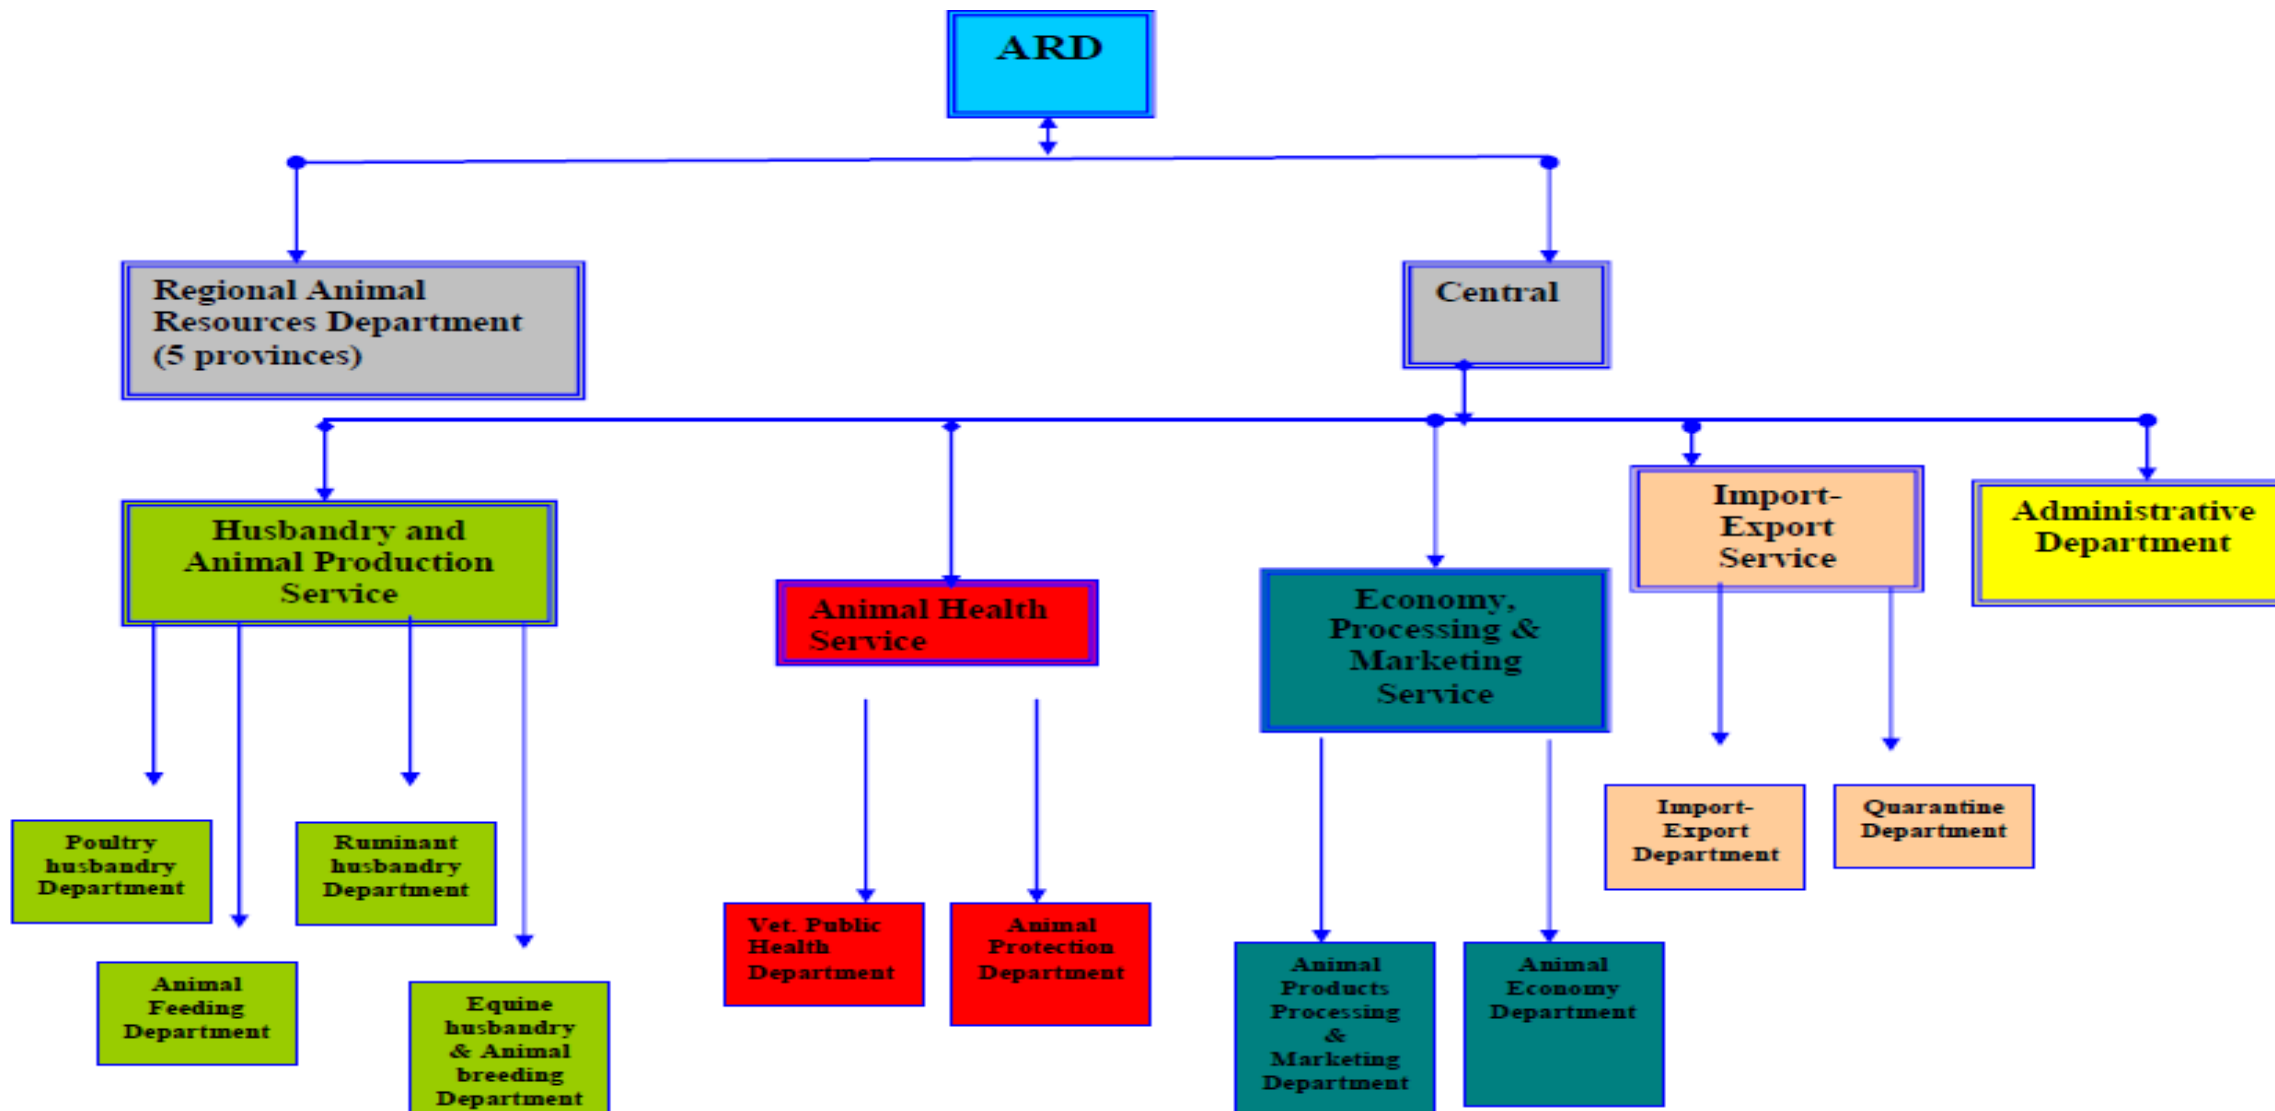 ARD
Regional Animal
Resources Department
(5 provinces)
Central
Husbandry and
Animal Production
Service
Animal Health
Service
Economy,
Processing &
Marketing
Service
Import-
Export
Service
Administrative
Department
Poultry
husbandry
Department
Ruminant
husbandry
Department
Animal
Feeding
Department
Equine
husbandry
& Animal
breeding
Department
Vet. Public
Health
Department
Animal
Protection
Department
Animal
Products
Processing
&
Marketing
Department
Animal
Economy
Department
Import-
Export
Department
Quarantine
Department